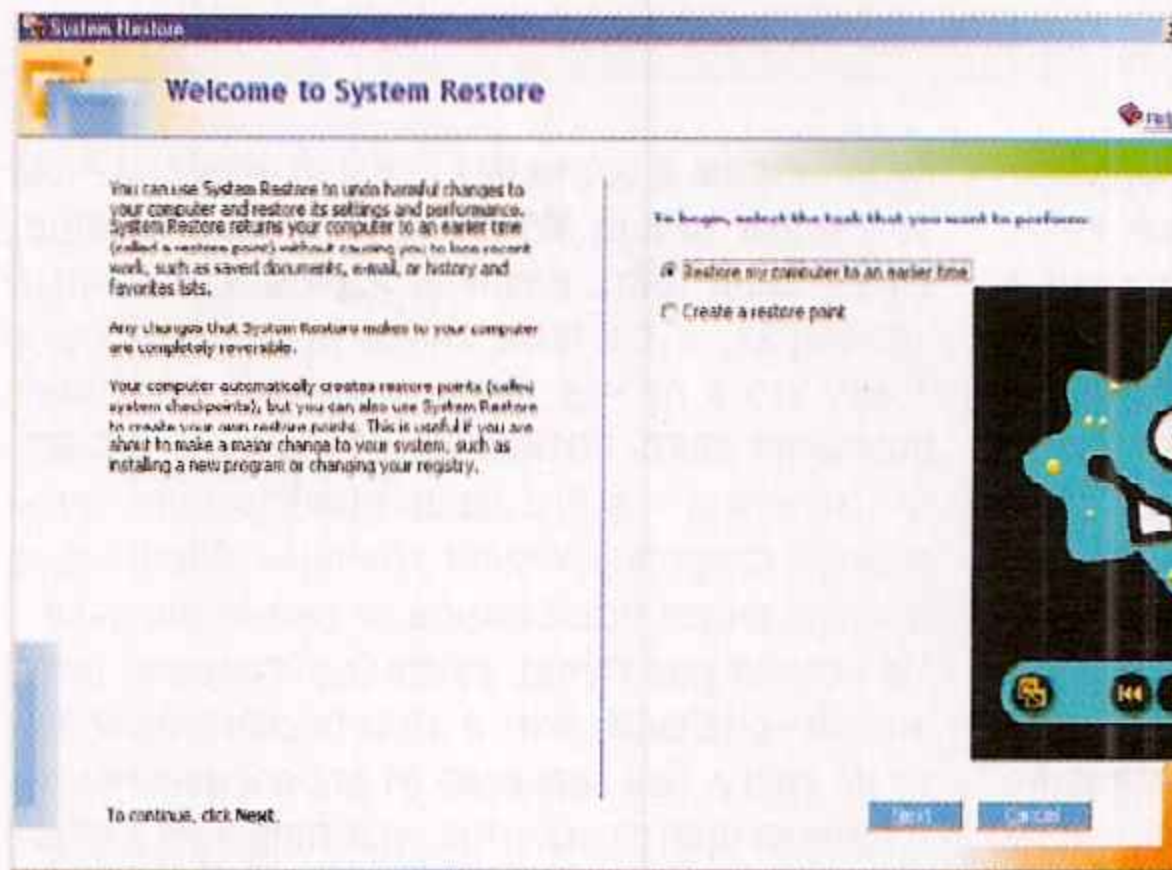 System Restore
Welcome to System Restore
Help
You can use System Restore to undo harmful changes to
your computer and restore its settings and performance.
System Restore returns your computer to an earlier time
(called a restore point) without causing you to lose recent
work, such as saved documents, e-mail, or history and
favorites lists.
Any changes that System Restore makes to your computer
are completely reversible.
Your computer automatically creates restore points (called
system checkpoints), but you can also use System Restore
to create your own restore points. This is useful if you are
about to make a major change to your system, such as
installing a new program or changing your registry.
To continue, click Next.
To begin, select the task that you want to perform:
Restore my computer to an earlier time
Create a restore point
Next
Cancel